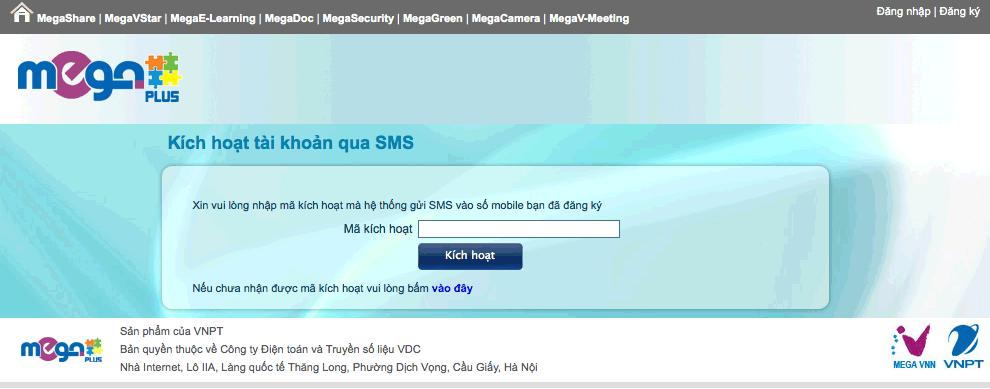 MegaShare | MegaVStar | MegaE-Learning | MegaDoc | MegaSecurity | MegaGreen | MegaCamera | MegaV-Meeting
Đăng nhập | Đăng ký
mega
PLUS
Kích hoạt tài khoản qua SMS
Xin vui lòng nhập mã kích hoạt mà hệ thống gửi SMS vào số mobile bạn đã đăng ký
Mã kích hoạt
Kích hoạt
Nếu chưa nhận được mã kích hoạt vui lòng bấm vào đây
mega
PLUS
Sản phẩm của VNPT
Bản quyền thuộc về Công ty Điện toán và Truyền số liệu VDC
Nhà Internet, Lô IIA, Làng quốc tế Thăng Long, Phường Dịch Vọng, Cầu Giấy, Hà Nội
MEGA VNN
VNPT